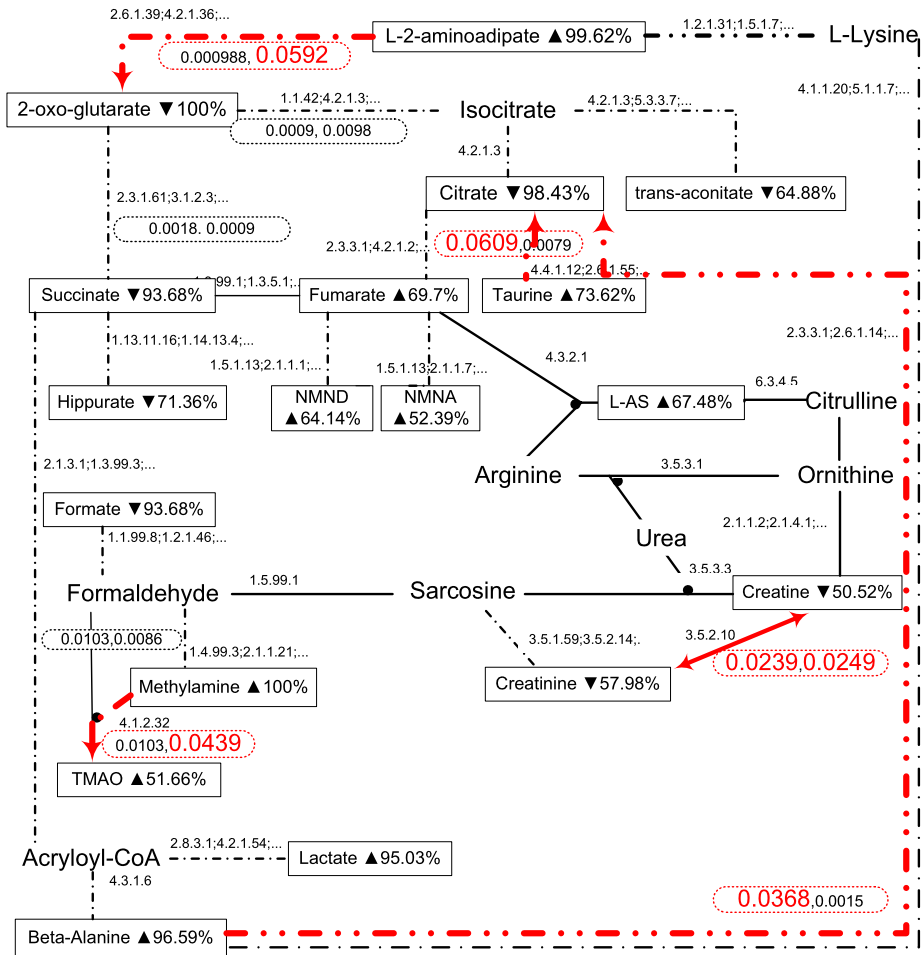 2.6.1.39;4.2.1.36;...
L-2-aminoadipate ▲99.62%
1.2.1.31;1.5.1.7;...
L-Lysine
0.000988, 0.0592
2-oxo-glutarate ▼100%
1.1.42;4.2.1.3;...
Isocitrate
4.2.1.3;5.3.3.7;...
4.1.1.20;5.1.1.7;...
0.0009, 0.0098
4.2.1.3
Citrate ▼98.43%
trans-aconitate ▼64.88%
2.3.1.61;3.1.2.3;...
0.0018. 0.0009
2.3.3.1;4.2.1.2;...
0.0609,0.0079
4.4.1.12;2.6.1.55;..
.99.1;1.3.5.1;...
Succinate ▼93.68%
Fumarate ▲69.7%
Taurine ▲73.62%
1.13.11.16;1.14.13.4;...
2.3.3.1;2.6.1.14;...
4.3.2.1
1.5.1.13;2.1.1.1;...
1.5.1.13;2.1.1.7;...
6.3.4.5
Hippurate ▼71.36%
NMND
▲64.14%
NMNA
▲52.39%
L-AS ▲67.48%
Citrulline
2.1.3.1;1.3.99.3;...
Arginine
3.5.3.1
Ornithine
Formate ▼93.68%
2.1.1.2;2.1.4.1;...
1.1.99.8;1.2.1.46;...
Urea
3.5.3.3
Formaldehyde
1.5.99.1
Sarcosine
Creatine ▼50.52%
0.0103,0.0086
1.4.99.3;2.1.1.21;...
3.5.1.59;3.5.2.14;.
3.5.2.10
0.0239,0.0249
Methylamine ▲100%
Creatinine ▼57.98%
4.1.2.32
0.0103,0.0439
TMAO ▲51.66%
2.8.3.1;4.2.1.54;...
Acryloyl-CoA
Lactate ▲95.03%
4.3.1.6
0.0368,0.0015
Beta-Alanine ▲96.59%